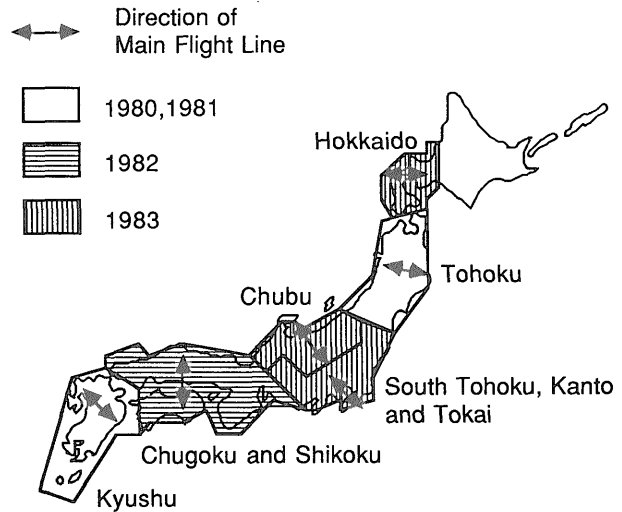 Direction of
Main Flight Line
1980,1981
1982
1983
Hokkaido
Tohoku
Chubu
South Tohoku, Kanto
and Tokai
Chugoku and Shikoku
Kyushu